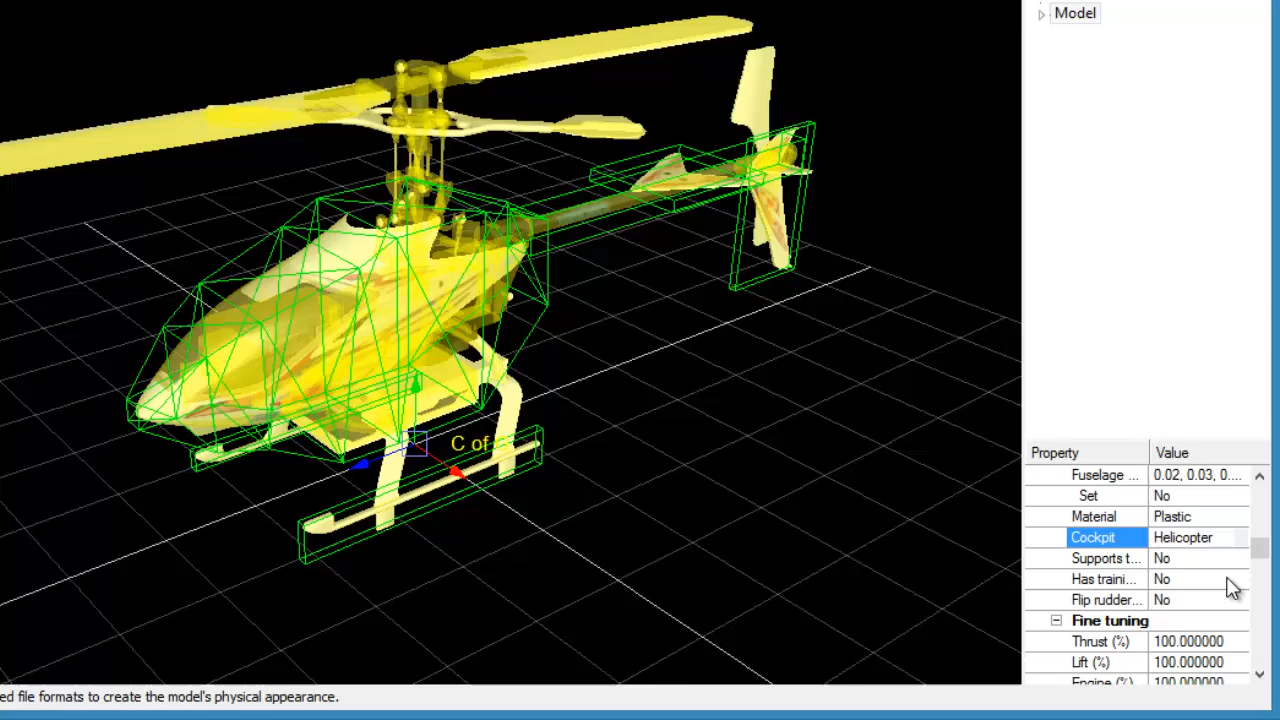 Model
C of
Property Value
Fuselage ... 0.02, 0.03, 0....
Set No
Material Plastic
Cockpit Helicopter
Supports t... No
Has traini... No
Flip rudder... No
Fine tuning
Thrust (%) 100.000000
Lift (%) 100.000000
Engine (%) 100.000000
ed file formats to create the model's physical appearance.